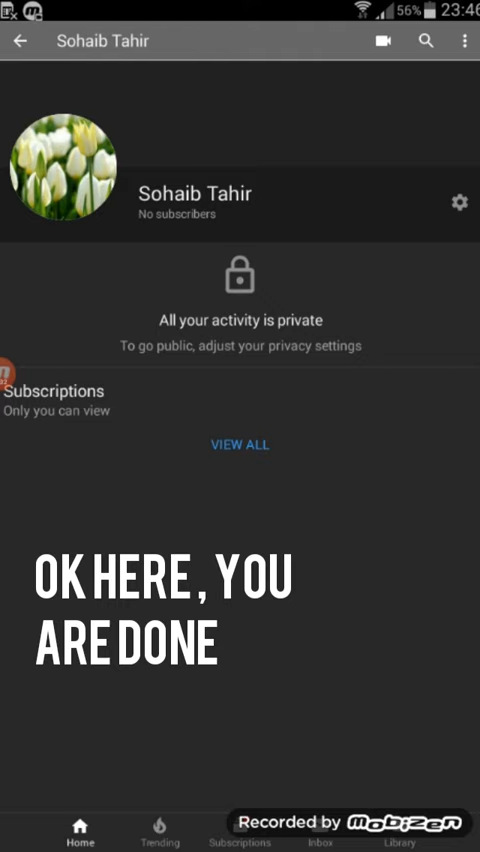 56% 23:46
Sohaib Tahir
Sohaib Tahir
No subscribers
All your activity is private
To go public, adjust your privacy settings
Subscriptions
Only you can view
VIEW ALL
OK HERE , YOU
ARE DONE
Recorded by MOBIZEN
Home Trending Subscriptions Inbox Library